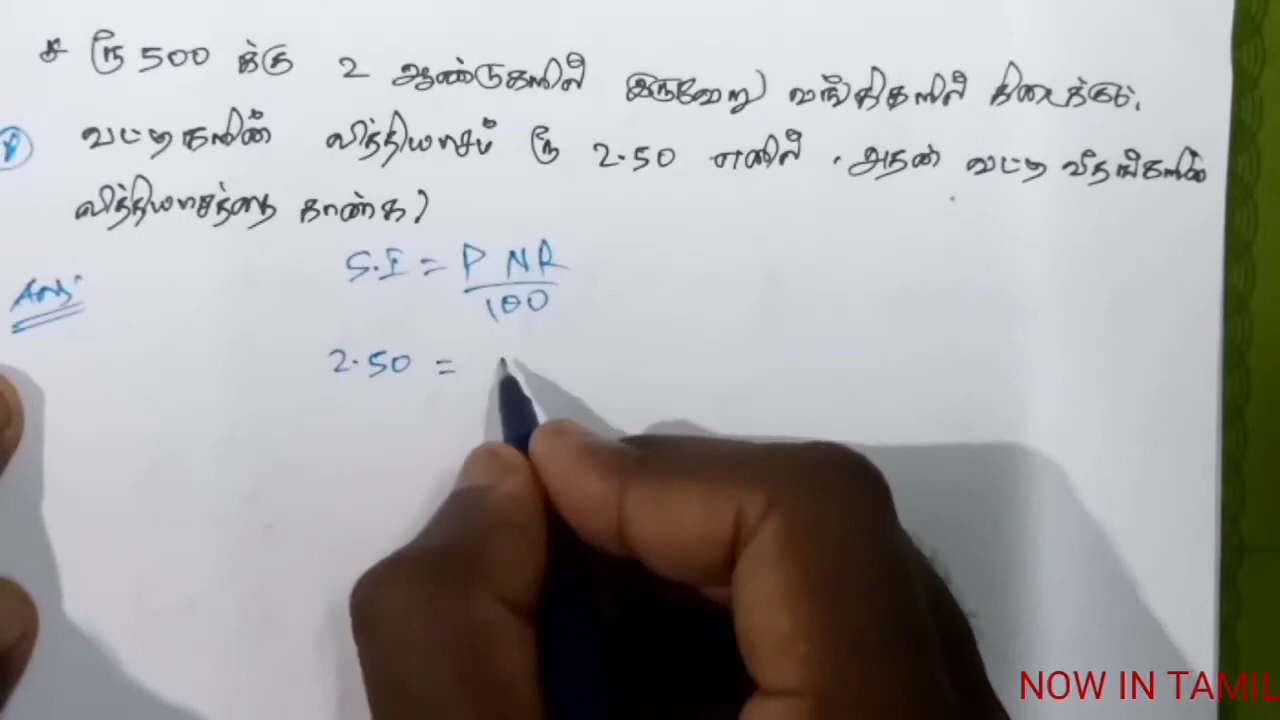 * ரூ 500 க்கு 2 ஆண்டுகளில் இருவேறு வங்கிகளில் கிடைக்கும்.
வட்டிகளின் வித்தியாசம் ரூ 2.50 எனில் அதன் வட்டி வீதங்களின்
வித்தியாசத்தை காண்க?
Ans:
S.I = P N R
100
2.50 =
NOW IN TAMIL